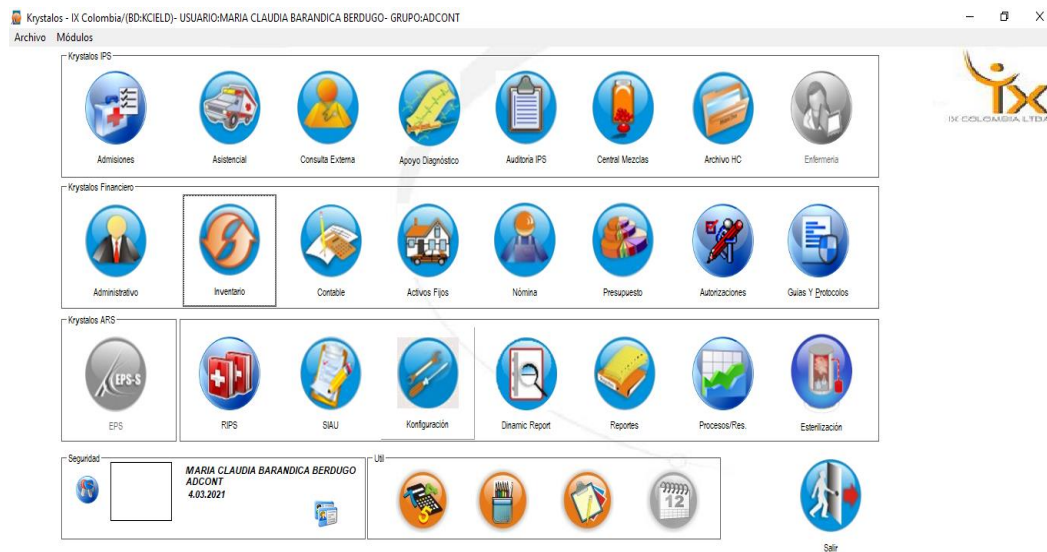 Krystalos - IX Colombia/(BD:KCIELD)- USUARIO:MARIA CLAUDIA BARANDICA BERDUGO- GRUPO:ADCONT
Archivo Módulos
Krystalos IPS
Admisiones Asistencial Consulta Externa Apoyo Diagnóstico Auditoria IPS Central Mezclas Archivo HC Enfermeria
IX COLOMBIA LTDA
Krystalos Financiero
Administrativo Inventario Contable Activos Fijos Nómina Presupuesto Autorizaciones Guías Y Protocolos
Krystalos ARS
EPS-S
EPS RIPS SIAU Konfiguración Dinamic Report Reportes Procesos/Res. Esterilización
Seguridad
MARIA CLAUDIA BARANDICA BERDUGO
ADCONT
4.03.2021
Util
12
Salir